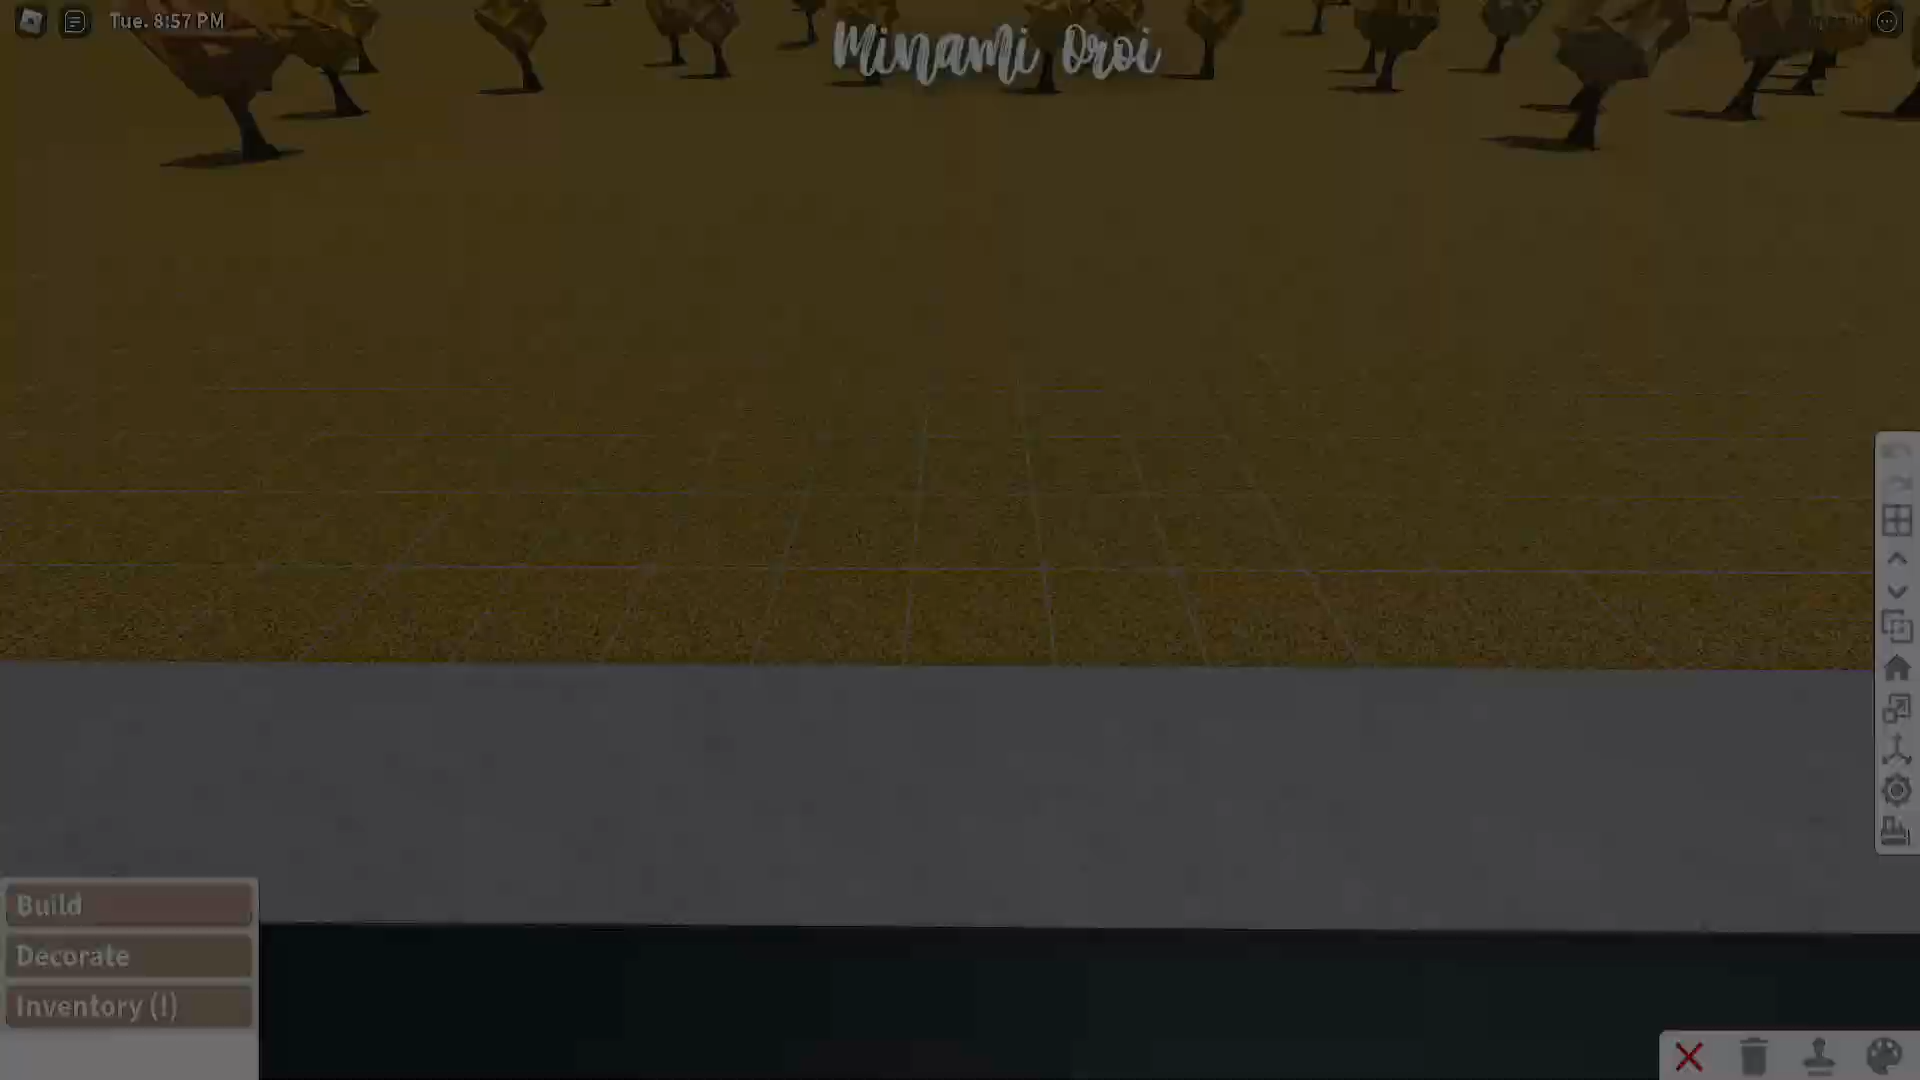 Tue. 8:57 PM
Minami Oroi
Build
Decorate
Inventory (!)